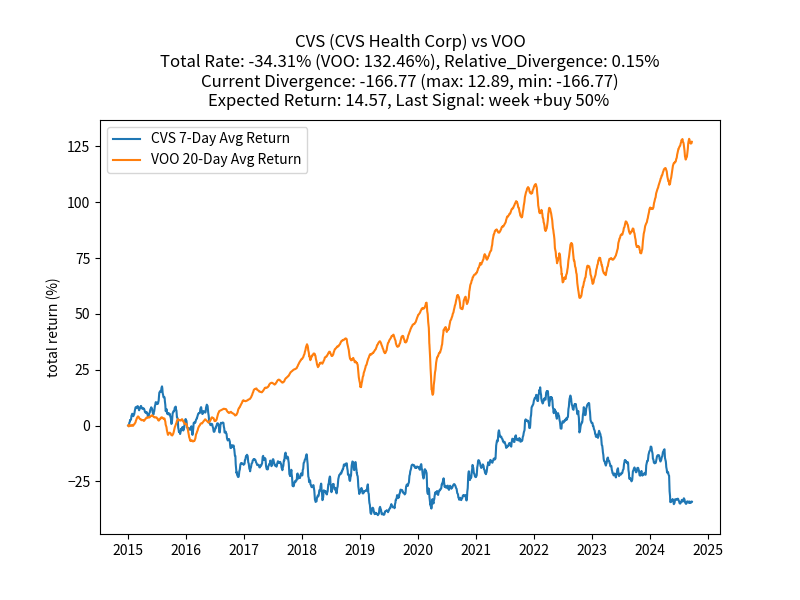 CVS (CVS Health Corp) vs VOO
Total Rate: -34.31% (VOO: 132.46%), Relative_Divergence: 0.15%
Current Divergence: -166.77 (max: 12.89, min: -166.77)
Expected Return: 14.57, Last Signal: week +buy 50%
CVS 7-Day Avg Return
VOO 20-Day Avg Return
total return (%)
125
100
75
50
25
0
−25
2015 2016 2017 2018 2019 2020 2021 2022 2023 2024 2025